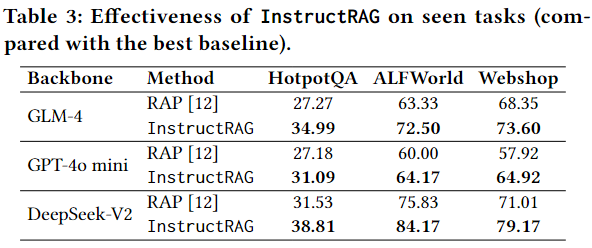 Table 3: Effectiveness of InstructRAG on seen tasks (com-
pared with the best baseline).
Backbone Method HotpotQA ALFWorld Webshop
GLM-4 RAP [12] 27.27 63.33 68.35
InstructRAG 34.99 72.50 73.60
GPT-4o mini RAP [12] 27.18 60.00 57.92
InstructRAG 31.09 64.17 64.92
DeepSeek-V2 RAP [12] 31.53 75.83 71.01
InstructRAG 38.81 84.17 79.17